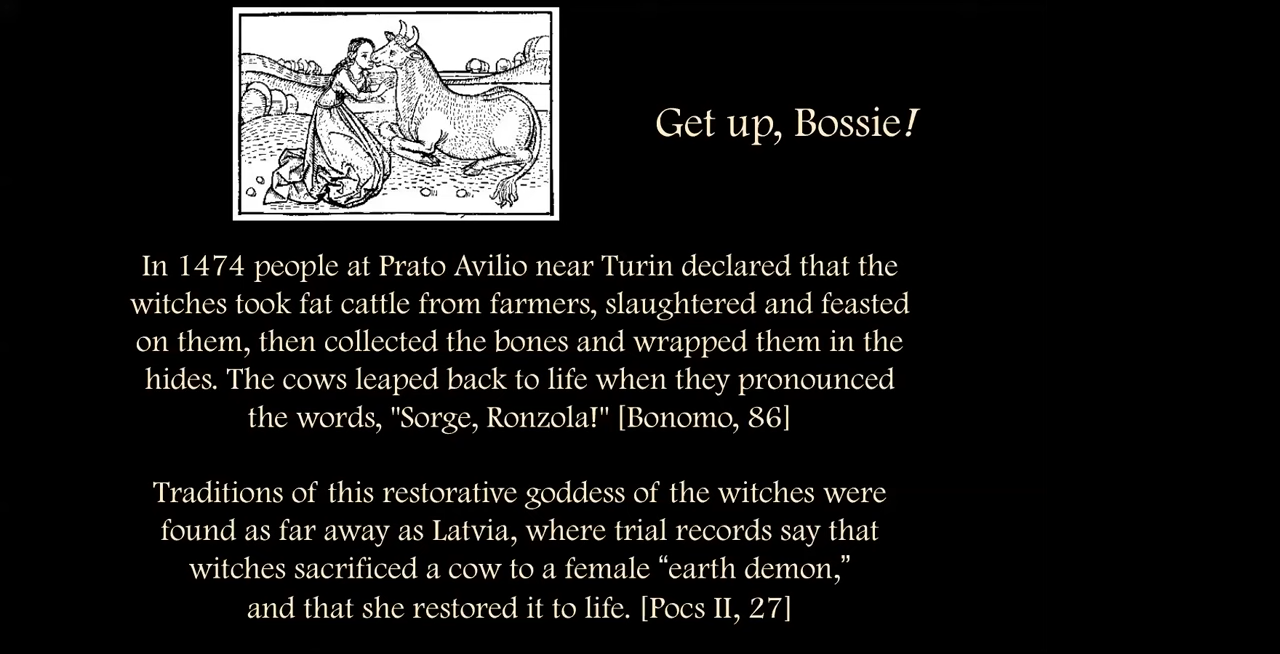 Get up, Bossie!
In 1474 people at Prato Avilio near Turin declared that the
witches took fat cattle from farmers, slaughtered and feasted
on them, then collected the bones and wrapped them in the
hides. The cows leaped back to life when they pronounced
the words, "Sorge, Ronzola!" [Bonomo, 86]
Traditions of this restorative goddess of the witches were
found as far away as Latvia, where trial records say that
witches sacrificed a cow to a female “earth demon,”
and that she restored it to life. [Pocs II, 27]